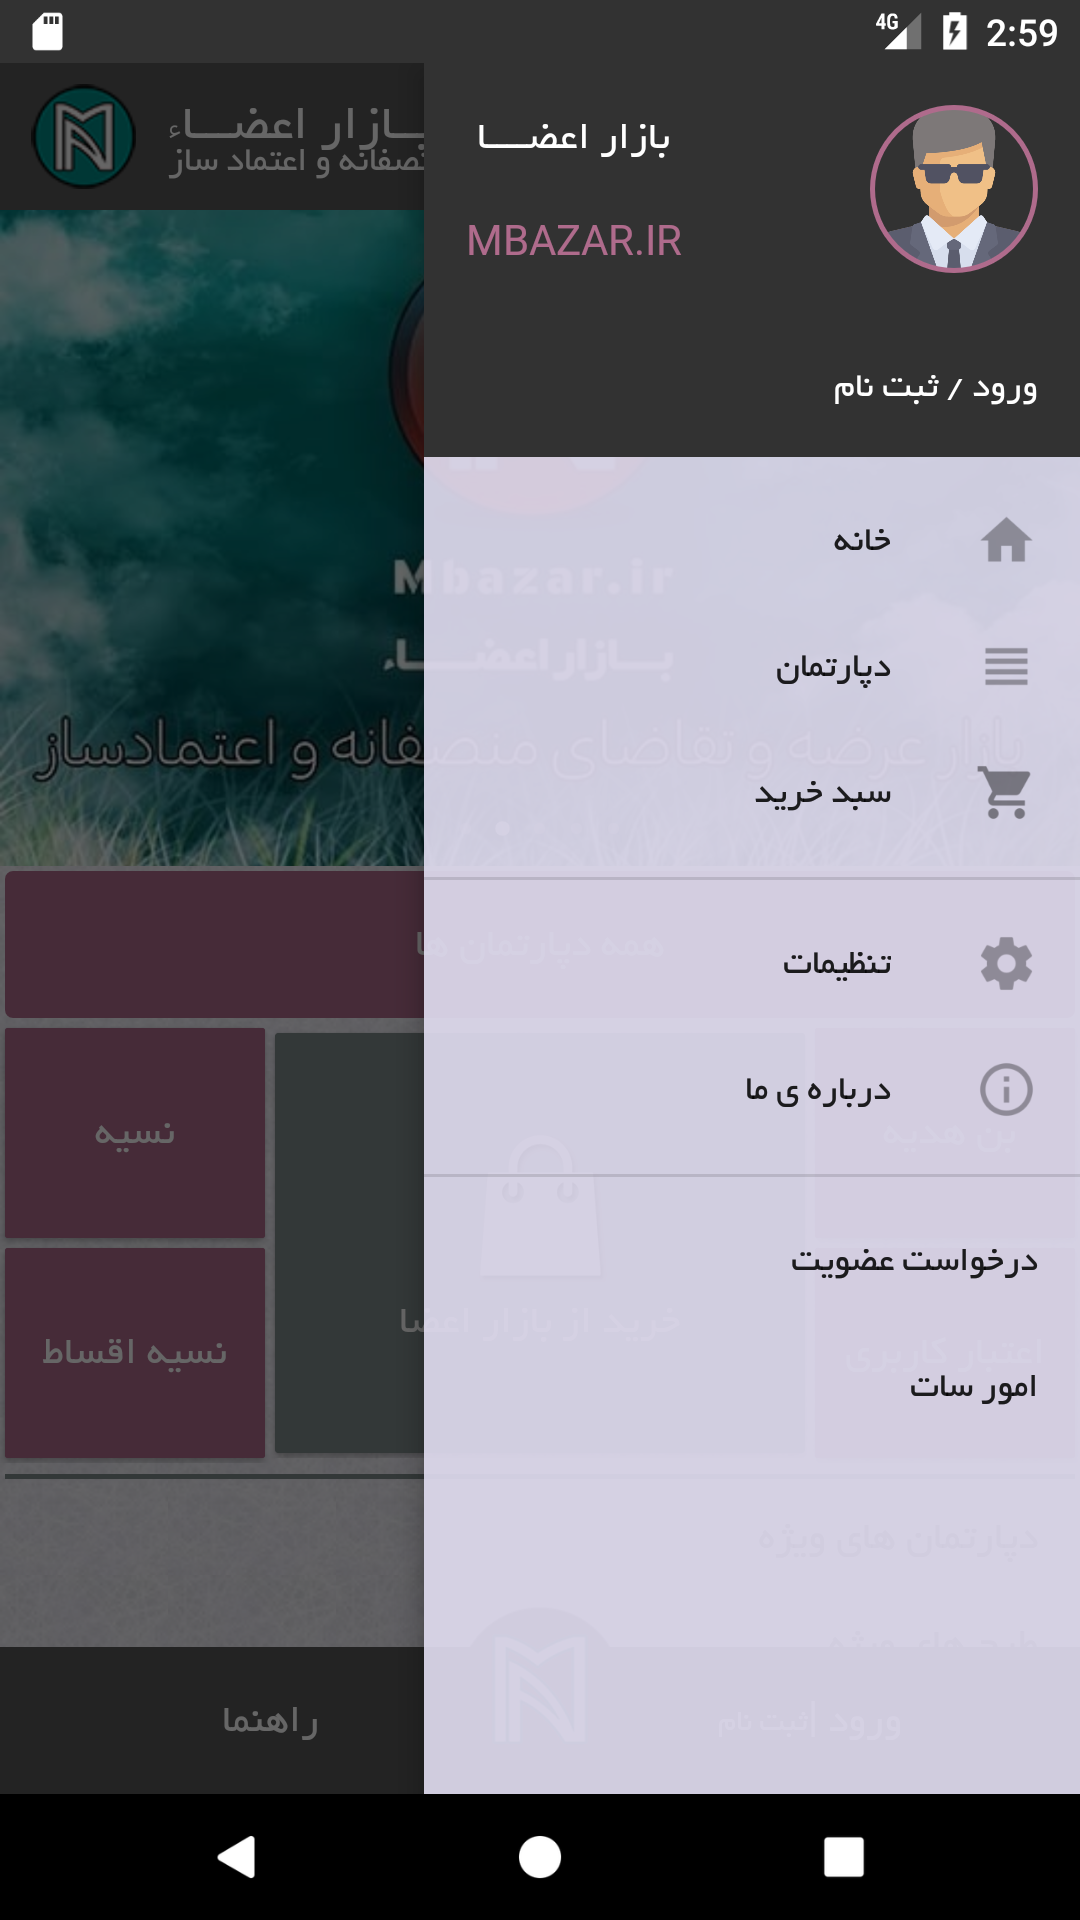 4G 2:59
بازار اعضـــاء
منصفانه و اعتماد ساز
بازار اعضـــا
MBAZAR.IR
ورود / ثبت نام
خانه
Mbazar.ir
بـــازار اعضـــاء
دپارتمان
بازار عرضه و تقاضای منصفانه و اعتمادساز
سبد خرید
همه دپارتمان ها
تنظیمات
درباره ی ما
نسیه
بن هدیه
درخواست عضویت
خرید از بازار اعضا
نسیه اقساط
اعتبار کاربری
امور سات
دپارتمان های ویژه
راهنما
ورود | ثبت نام